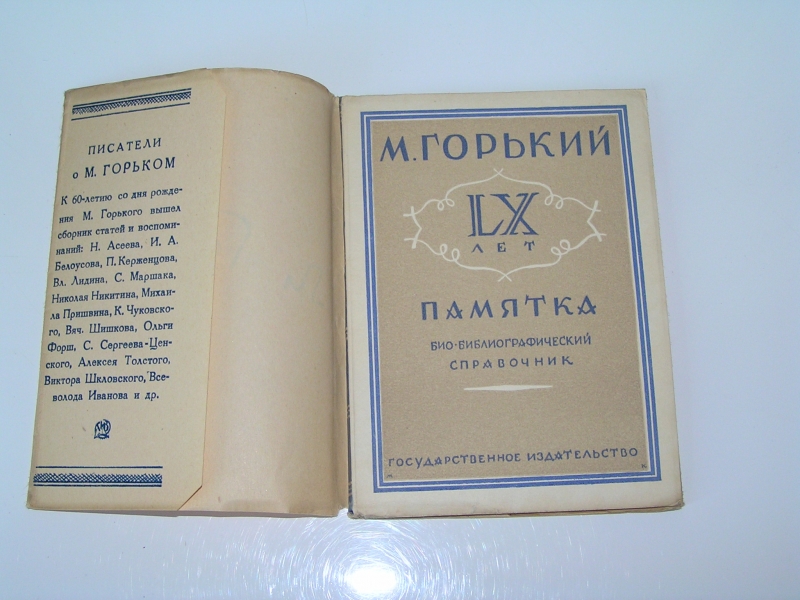 ПИСАТЕЛИ
о М. ГОРЬКОМ
К 60-летию со дня рожде-
ния М. Горького вышел
сборник статей и воспоми-
наний: Н. Асеева, И. А.
Белоусова, П. Керженцова,
Вл. Лидина, С. Маршака,
Николая Никитина, Михаи-
ла Пришвина, К. Чуковско-
го, Вяч. Шишкова, Ольги
Форш, С. Сергеева-Цен-
ского, Алексея Толстого,
Виктора Шкловского, Все-
волода Иванова и др.
М. ГОРЬКИЙ
LX
ЛЕТ
ПАМЯТКА
БИО-БИБЛИОГРАФИЧЕСКИЙ
СПРАВОЧНИК
ГОСУДАРСТВЕННОЕ ИЗДАТЕЛЬСТВО